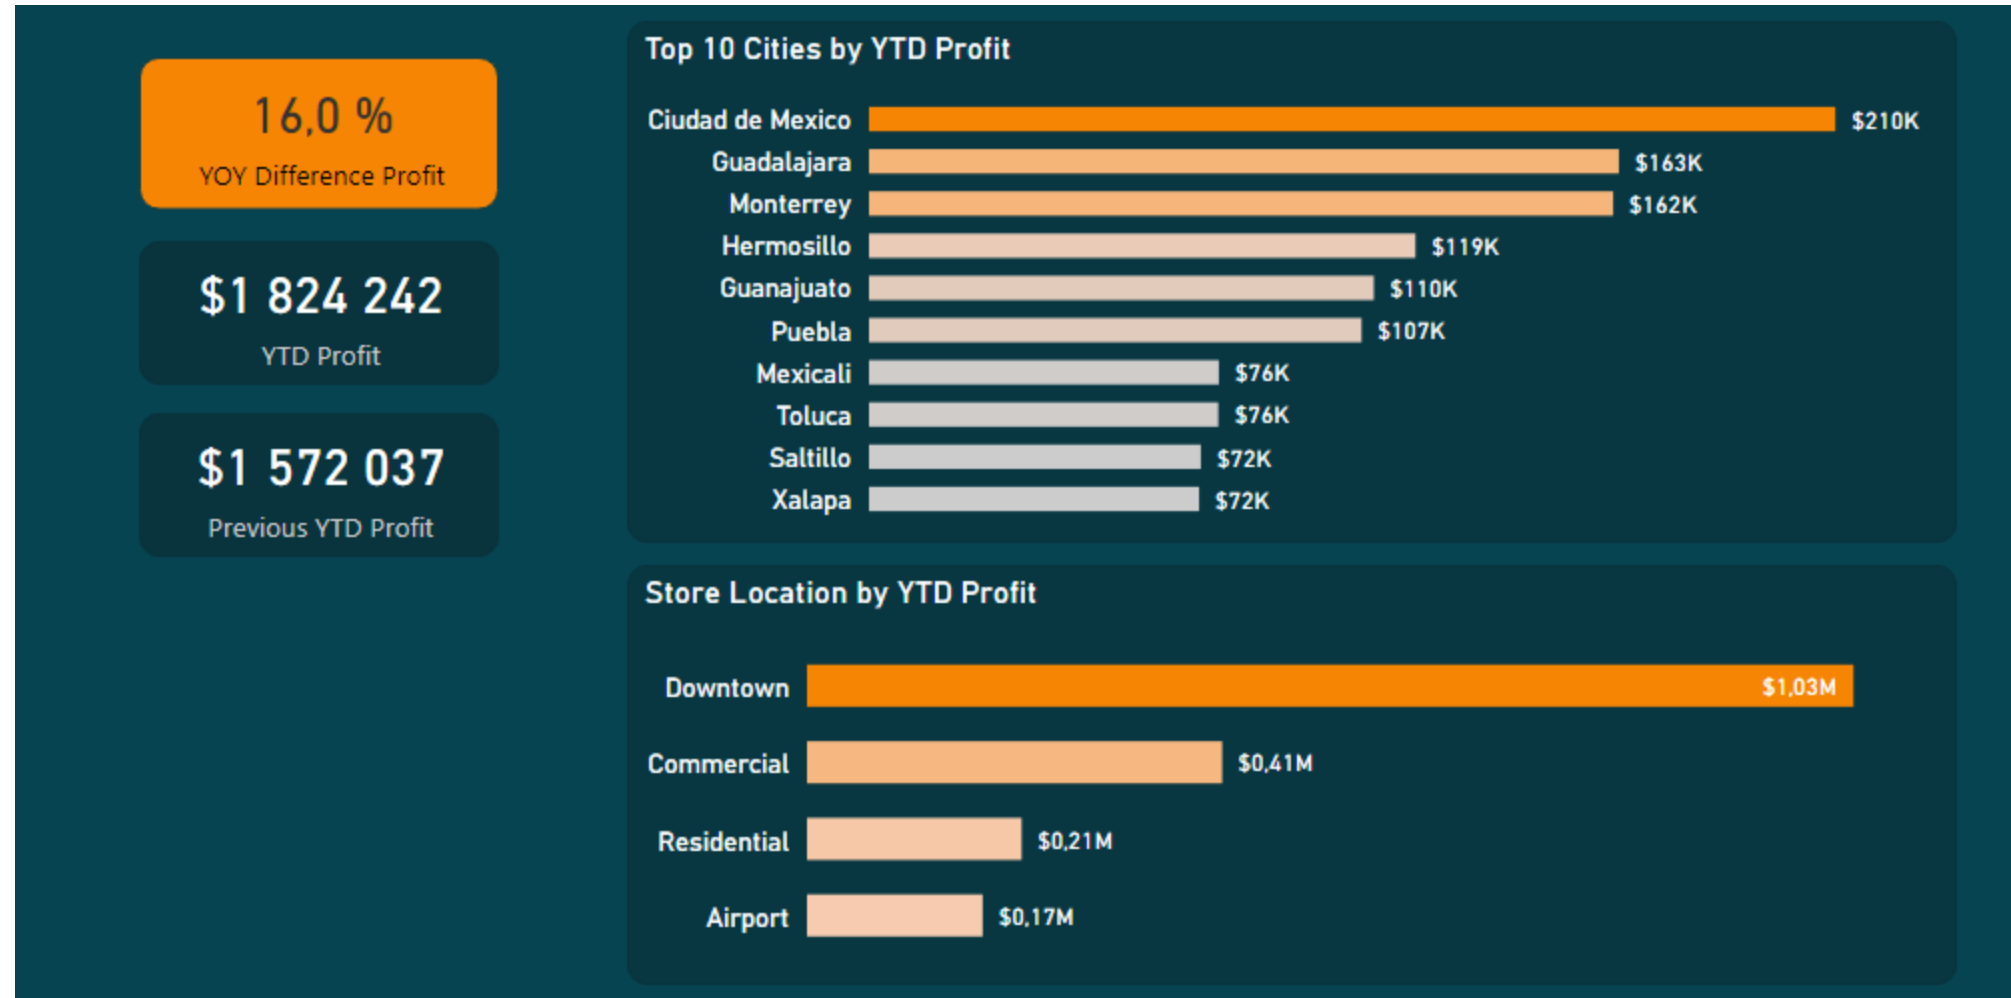 16,0 %
YOY Difference Profit
$1 824 242
YTD Profit
$1 572 037
Previous YTD Profit
Top 10 Cities by YTD Profit
Ciudad de Mexico $210K
Guadalajara $163K
Monterrey $162K
Hermosillo $119K
Guanajuato $110K
Puebla $107K
Mexicali $76K
Toluca $76K
Saltillo $72K
Xalapa $72K
Store Location by YTD Profit
Downtown $1,03M
Commercial $0,41M
Residential $0,21M
Airport $0,17M